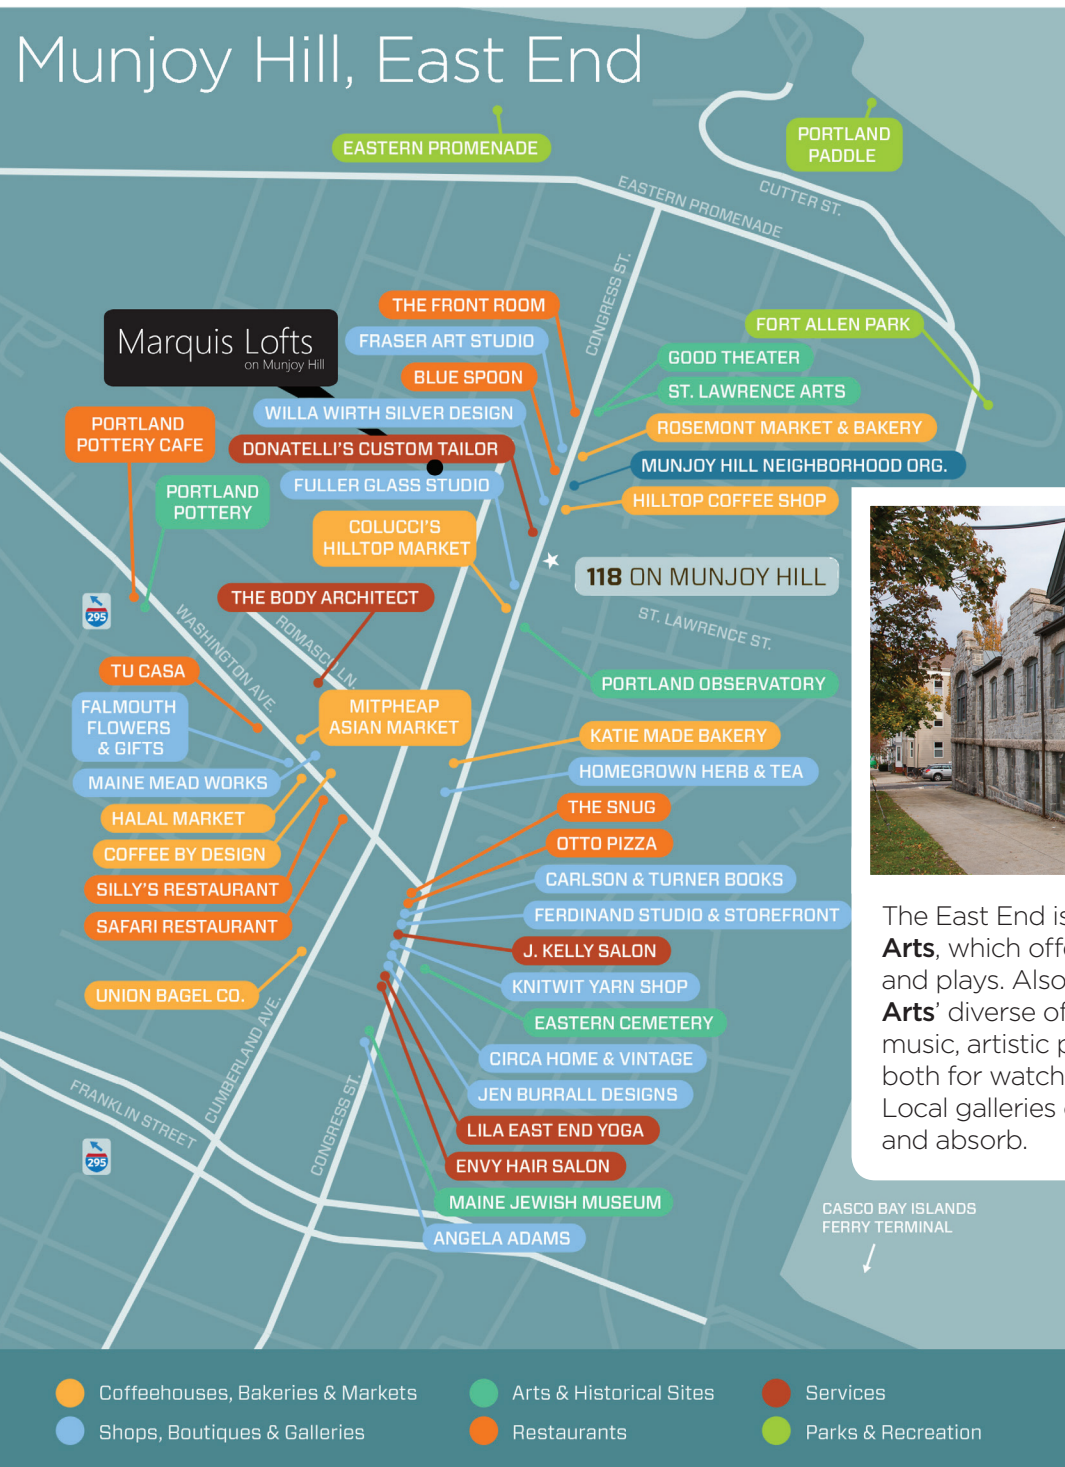 Munjoy Hill, East End
EASTERN PROMENADE
PORTLAND
PADDLE
EASTERN PROMENADE
CUTTER ST.
CONGRESS ST.
THE FRONT ROOM
FRASER ART STUDIO
BLUE SPOON
Marquis Lofts
on Munjoy Hill
WILLA WIRTH SILVER DESIGN
DONATELLI'S CUSTOM TAILOR
FULLER GLASS STUDIO
COLUCCI'S
HILLTOP MARKET
FORT ALLEN PARK
GOOD THEATER
ST. LAWRENCE ARTS
ROSEMONT MARKET & BAKERY
MUNJOY HILL NEIGHBORHOOD ORG.
HILLTOP COFFEE SHOP
118 ON MUNJOY HILL
ST. LAWRENCE ST.
PORTLAND
POTTERY CAFE
PORTLAND
POTTERY
295
THE BODY ARCHITECT
WASHINGTON AVE.
ROMASCO LN.
PORTLAND OBSERVATORY
TU CASA
FALMOUTH
FLOWERS
& GIFTS
MITPHEAP
ASIAN MARKET
MAINE MEAD WORKS
HALAL MARKET
COFFEE BY DESIGN
SILLY'S RESTAURANT
SAFARI RESTAURANT
UNION BAGEL CO.
KATIE MADE BAKERY
HOMEGROWN HERB & TEA
THE SNUG
OTTO PIZZA
CARLSON & TURNER BOOKS
FERDINAND STUDIO & STOREFRONT
J. KELLY SALON
KNITWIT YARN SHOP
EASTERN CEMETERY
CIRCA HOME & VINTAGE
JEN BURRALL DESIGNS
LILA EAST END YOGA
ENVY HAIR SALON
MAINE JEWISH MUSEUM
ANGELA ADAMS
CUMBERLAND AVE.
CONGRESS ST.
FRANKLIN STREET
295
The East End is
Arts, which offe
and plays. Also
Arts' diverse of
music, artistic p
both for watch
Local galleries
and absorb.
CASCO BAY ISLANDS
FERRY TERMINAL
Coffeehouses, Bakeries & Markets
Shops, Boutiques & Galleries
Arts & Historical Sites
Restaurants
Services
Parks & Recreation